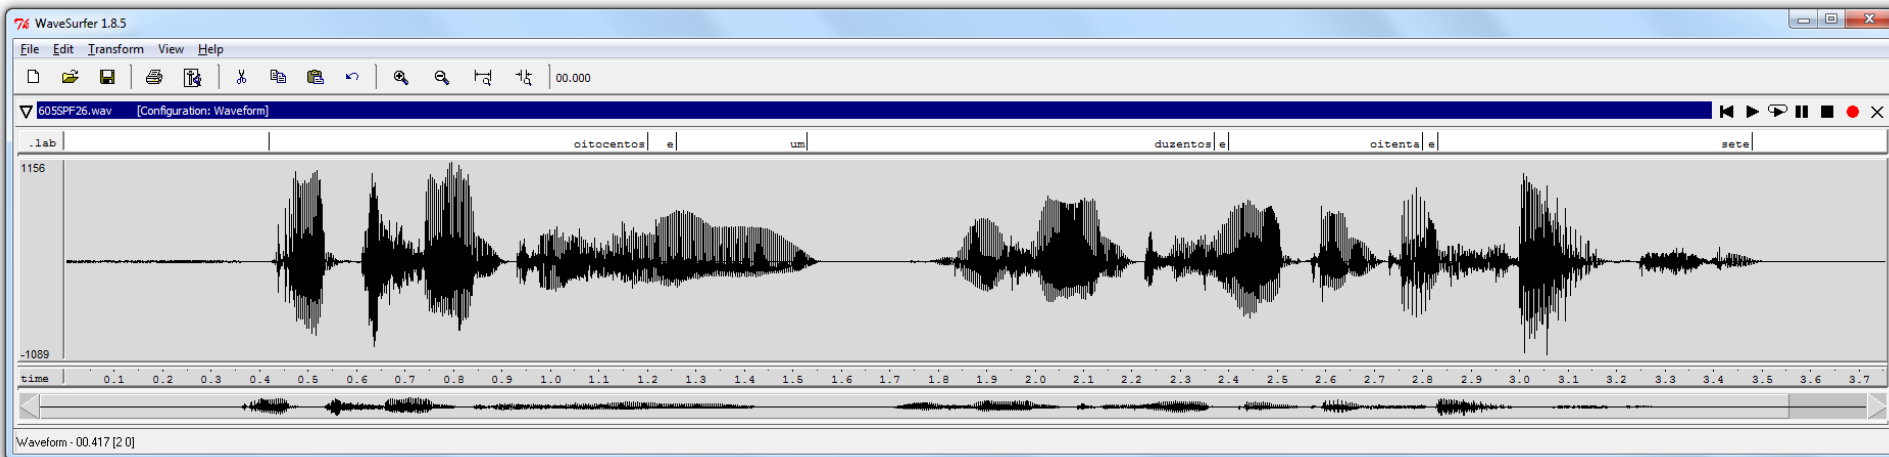 WaveSurfer 1.8.5
File Edit Transform View Help
00.000
605SPF26.wav [Configuration: Waveform]
.lab oitocentos e um duzentos e oitenta e sete
1156
-1089
time 0.1 0.2 0.3 0.4 0.5 0.6 0.7 0.8 0.9 1.0 1.1 1.2 1.3 1.4 1.5 1.6 1.7 1.8 1.9 2.0 2.1 2.2 2.3 2.4 2.5 2.6 2.7 2.8 2.9 3.0 3.1 3.2 3.3 3.4 3.5 3.6 3.7
Waveform - 00.417 [2 0]